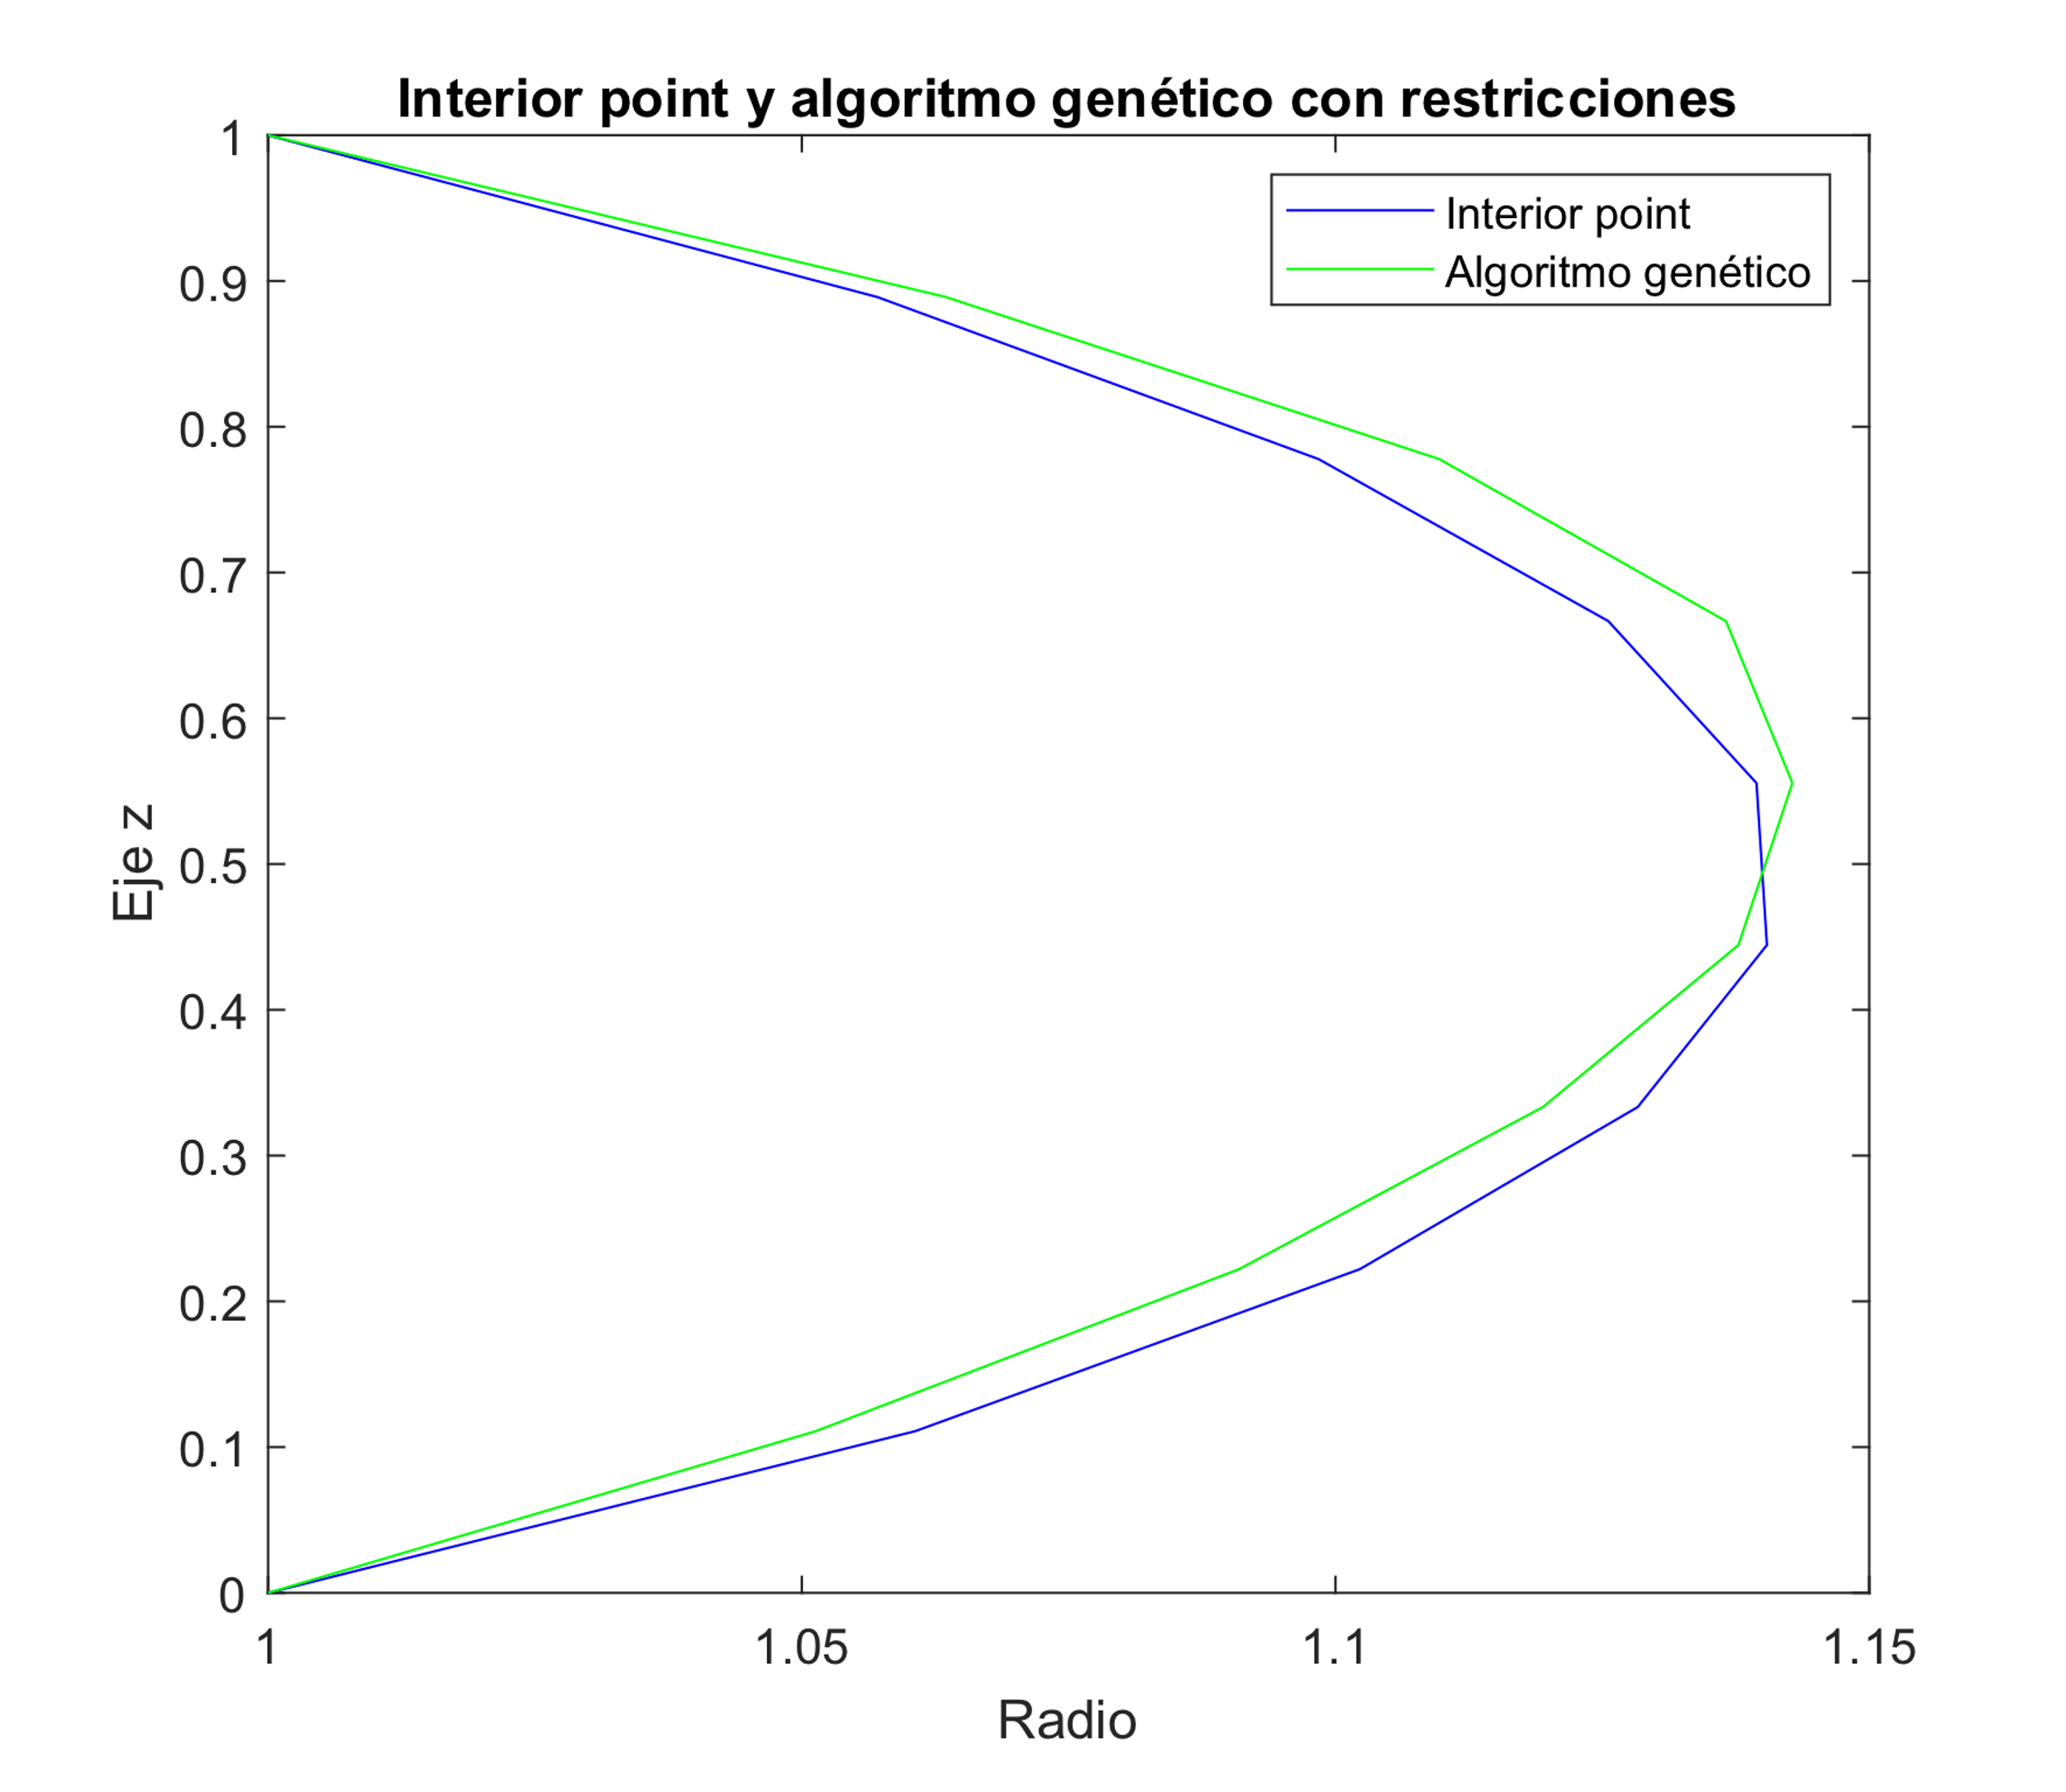 Interior point y algoritmo genético con restricciones
Interior point
Algoritmo genético
1
0.9
0.8
0.7
0.6
0.5
0.4
0.3
0.2
0.1
0
Eje z
1 1.05 1.1 1.15
Radio